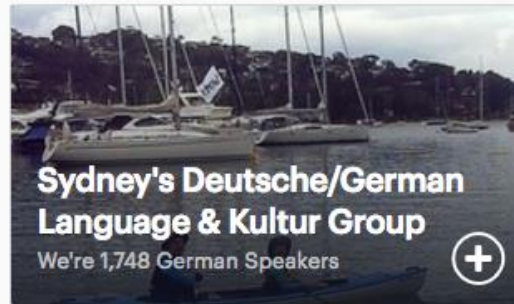 Sydney's Deutsche/German
Language & Kultur Group
We're 1,748 German Speakers